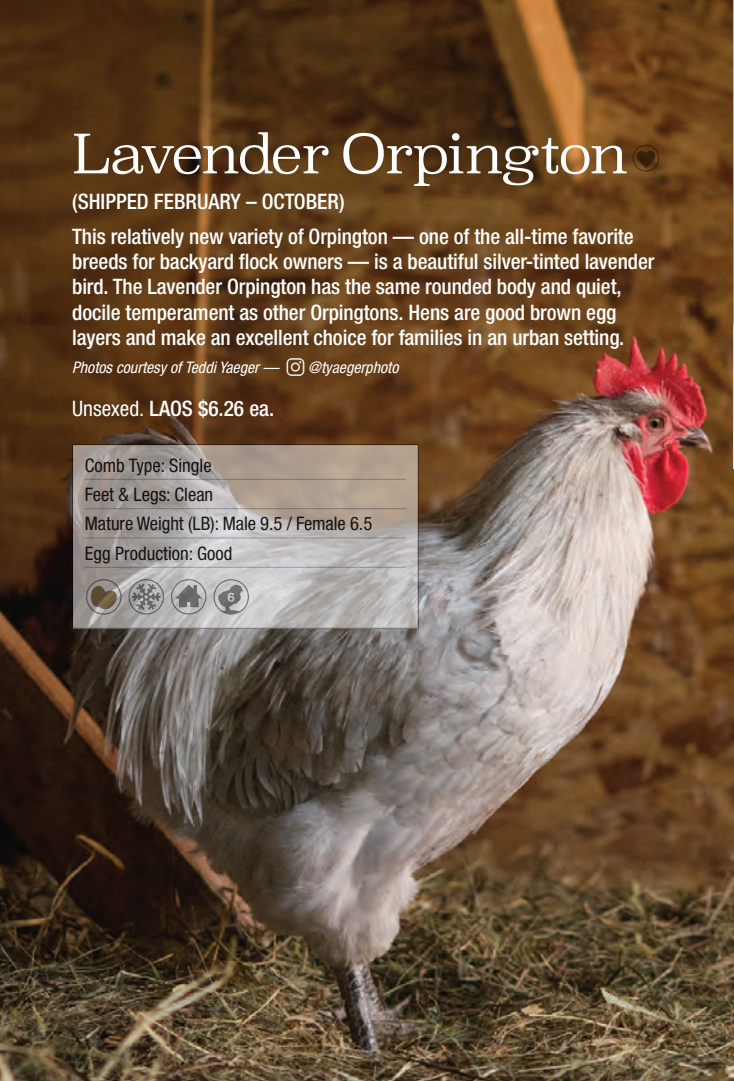 Lavender Orpington
(SHIPPED FEBRUARY – OCTOBER)
This relatively new variety of Orpington — one of the all-time favorite
breeds for backyard flock owners — is a beautiful silver-tinted lavender
bird. The Lavender Orpington has the same rounded body and quiet,
docile temperament as other Orpingtons. Hens are good brown egg
layers and make an excellent choice for families in an urban setting.
Photos courtesy of Teddi Yaeger — @tyaegerphoto
Unsexed. LAOS $6.26 ea.
Comb Type: Single
Feet & Legs: Clean
Mature Weight (LB): Male 9.5 / Female 6.5
Egg Production: Good
6